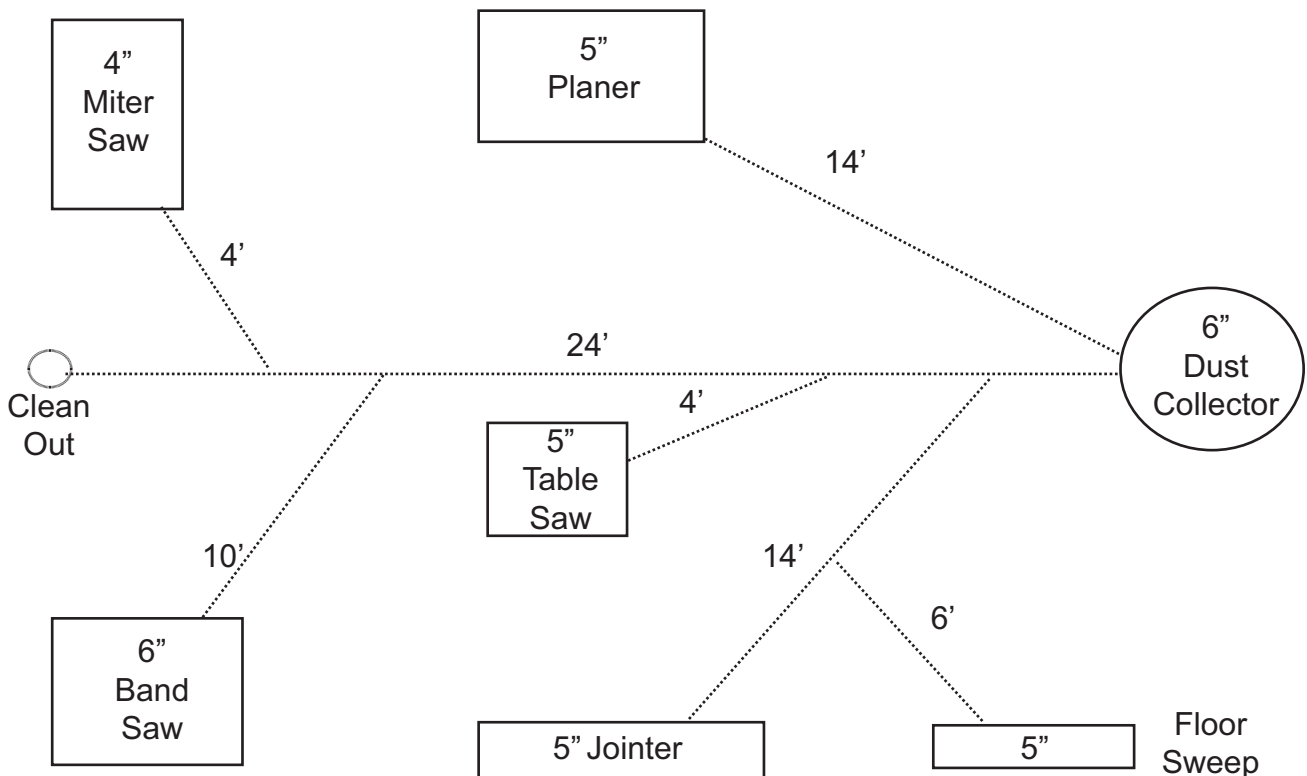 4”
Miter
Saw
5”
Planer
14’
4’
24’
6”
Dust
Collector
Clean
Out
4’
5”
Table
Saw
10’
14’
6’
6”
Band
Saw
5” Jointer
5”
Floor
Sweep